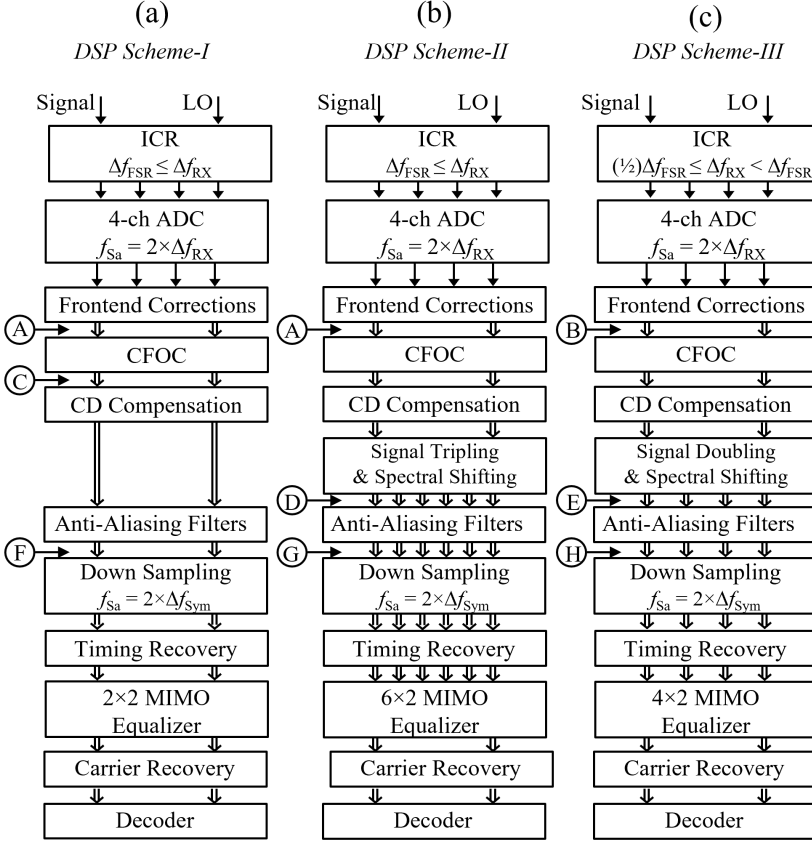 (a)
DSP Scheme-I
Signal LO
ICR
Δf_FSR ≤ Δf_RX
4-ch ADC
f_Sa = 2×Δf_RX
Frontend Corrections
A
CFOC
C
CD Compensation
Anti-Aliasing Filters
F
Down Sampling
f_Sa = 2×Δf_Sym
Timing Recovery
2×2 MIMO
Equalizer
Carrier Recovery
Decoder
(b)
DSP Scheme-II
Signal LO
ICR
Δf_FSR ≤ Δf_RX
4-ch ADC
f_Sa = 2×Δf_RX
Frontend Corrections
A
CFOC
CD Compensation
Signal Tripling
& Spectral Shifting
D
Anti-Aliasing Filters
G
Down Sampling
f_Sa = 2×Δf_Sym
Timing Recovery
6×2 MIMO
Equalizer
Carrier Recovery
Decoder
(c)
DSP Scheme-III
Signal LO
ICR
(½)Δf_FSR ≤ Δf_RX < Δf_FSR
4-ch ADC
f_Sa = 2×Δf_RX
Frontend Corrections
B
CFOC
CD Compensation
Signal Doubling
& Spectral Shifting
E
Anti-Aliasing Filters
H
Down Sampling
f_Sa = 2×Δf_Sym
Timing Recovery
4×2 MIMO
Equalizer
Carrier Recovery
Decoder